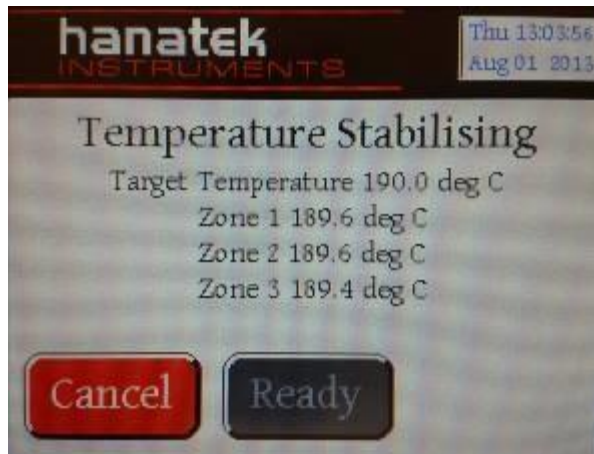 hanatek
INSTRUMENTS
Thu 13:03:56
Aug 01 2013
Temperature Stabilising
Target Temperature 190.0 deg C
Zone 1 189.6 deg C
Zone 2 189.6 deg C
Zone 3 189.4 deg C
Cancel
Ready